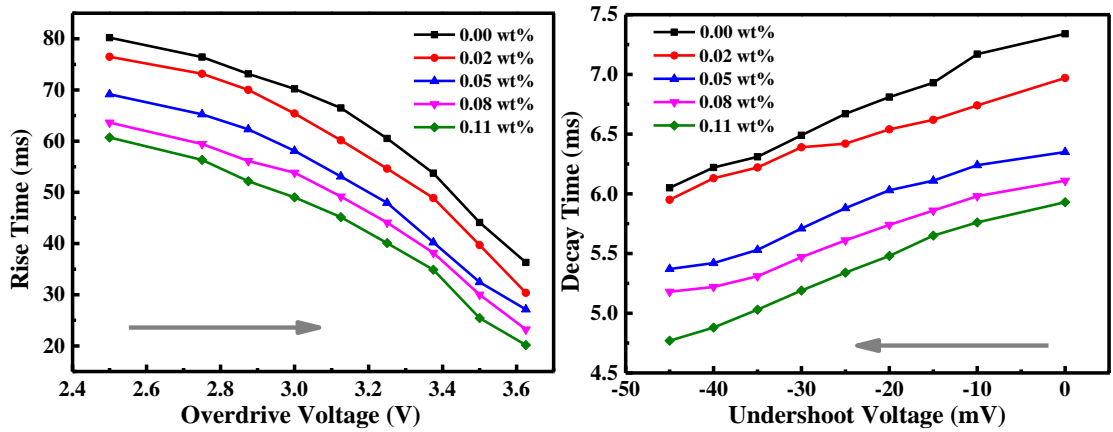 80
70
60
50
40
30
20
Rise Time (ms)
0.00 wt%
0.02 wt%
0.05 wt%
0.08 wt%
0.11 wt%
2.4 2.6 2.8 3.0 3.2 3.4 3.6
Overdrive Voltage (V)
7.5
7.0
6.5
6.0
5.5
5.0
4.5
Decay Time (ms)
0.00 wt%
0.02 wt%
0.05 wt%
0.08 wt%
0.11 wt%
-50 -40 -30 -20 -10 0
Undershoot Voltage (mV)